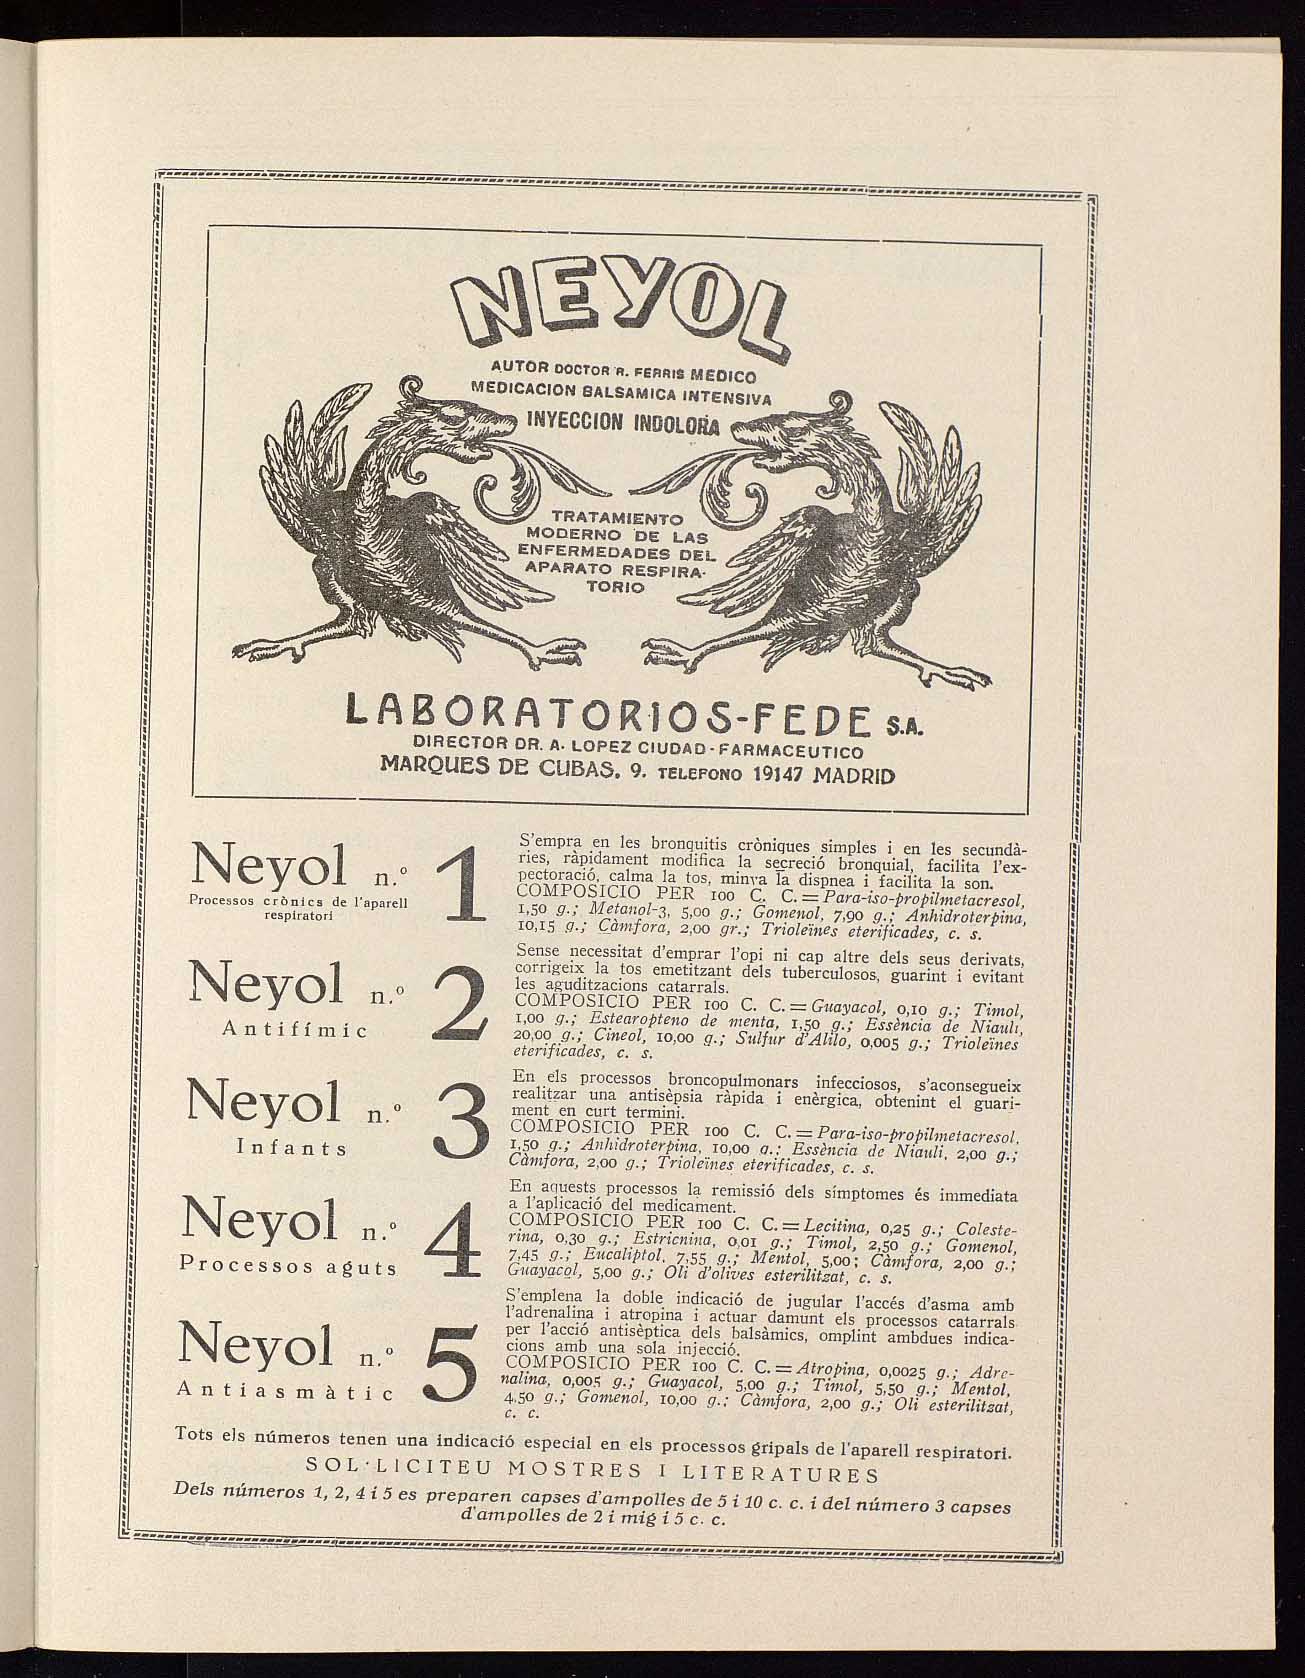 NEYOL
AUTOR DOCTOR R. FERRIS MEDICO
MEDICACION BALSAMICA INTENSIVA
INYECCION INDOLORA
TRATAMIENTO
MODERNO DE LAS
ENFERMEDADES DEL
APARATO RESPIRA-
TORIO
LABORATORIOS-FEDE S.A.
DIRECTOR DR. A. LOPEZ CIUDAD-FARMACEUTICO
MARQUES DE CUBAS, 9. TELEFONO 19147 MADRID
Neyol n.º 1
Processos crònics de l'aparell
respiratori
S'empra en les bronquitis cròniques simples i en les secundà-
ries, ràpidament modifica la secreció bronquial, facilita l'ex-
pectoració, calma la tos, minva la dispnea i facilita la son.
COMPOSICIO PER 100 C. C. = Para-iso-propilmetacresol,
1,50 g.; Metanol-3, 5,00 g.; Gomenol, 7,90 g.; Anhidroterpina,
10,15 g.; Càmfora, 2,00 gr.; Trioleïnes eterificades, c. s.
Neyol n.º 2
Antifímic
Sense necessitat d'emprar l'opi ni cap altre dels seus derivats,
corrigeix la tos emetitzant dels tuberculosos, guarint i evitant
les aguditzacions catarrals.
COMPOSICIO PER 100 C. C. = Guayacol, 0,10 g.; Timol,
1,00 g.; Estearopteno de menta, 1,50 g.; Essència de Niauli,
20,00 g.; Cineol, 10,00 g.; Sulfur d'Alilo, 0,005 g.; Trioleïnes
eterificades, c. s.
Neyol n.º 3
Infants
En els processos broncopulmonars infecciosos, s'aconsegueix
realitzar una antisèpsia ràpida i enèrgica, obtenint el guari-
ment en curt termini.
COMPOSICIO PER 100 C. C. = Para-iso-propilmetacresol,
1,50 g.; Anhidroterpina, 10,00 g.; Essència de Niauli, 2,00 g.;
Càmfora, 2,00 g.; Trioleïnes eterificades, c. s.
Neyol n.º 4
Processos aguts
En aquests processos la remissió dels símptomes és immediata
a l'aplicació del medicament.
COMPOSICIO PER 100 C. C. = Lecitina, 0,25 g.; Coleste-
rina, 0,30 g.; Estricnina, 0,01 g.; Timol, 2,50 g.; Gomenol,
7,45 g.; Eucaliptol, 7,55 g.; Mentol, 5,00; Càmfora, 2,00 g.;
Guayacol, 5,00 g.; Oli d'olives esterilitzat, c. s.
Neyol n.º 5
Antiasmàtic
S'emplena la doble indicació de jugular l'accés d'asma amb
l'adrenalina i atropina i actuar damunt els processos catarrals
per l'acció antisèptica dels balsàmics, omplint ambdues indica-
cions amb una sola injecció.
COMPOSICIO PER 100 C. C. = Atropina, 0,0025 g.; Adre-
nalina, 0,005 g.; Guayacol, 5,00 g.; Timol, 5,50 g.; Mentol,
4,50 g.; Gomenol, 10,00 g.; Càmfora, 2,00 g.; Oli esterilitzat,
c. c.
Tots els números tenen una indicació especial en els processos gripals de l'aparell respiratori.
SOL·LICITEU MOSTRES I LITERATURES
Dels números 1, 2, 4 i 5 es preparen capses d'ampolles de 5 i 10 c. c. i del número 3 capses
d'ampolles de 2 i mig i 5 c. c.